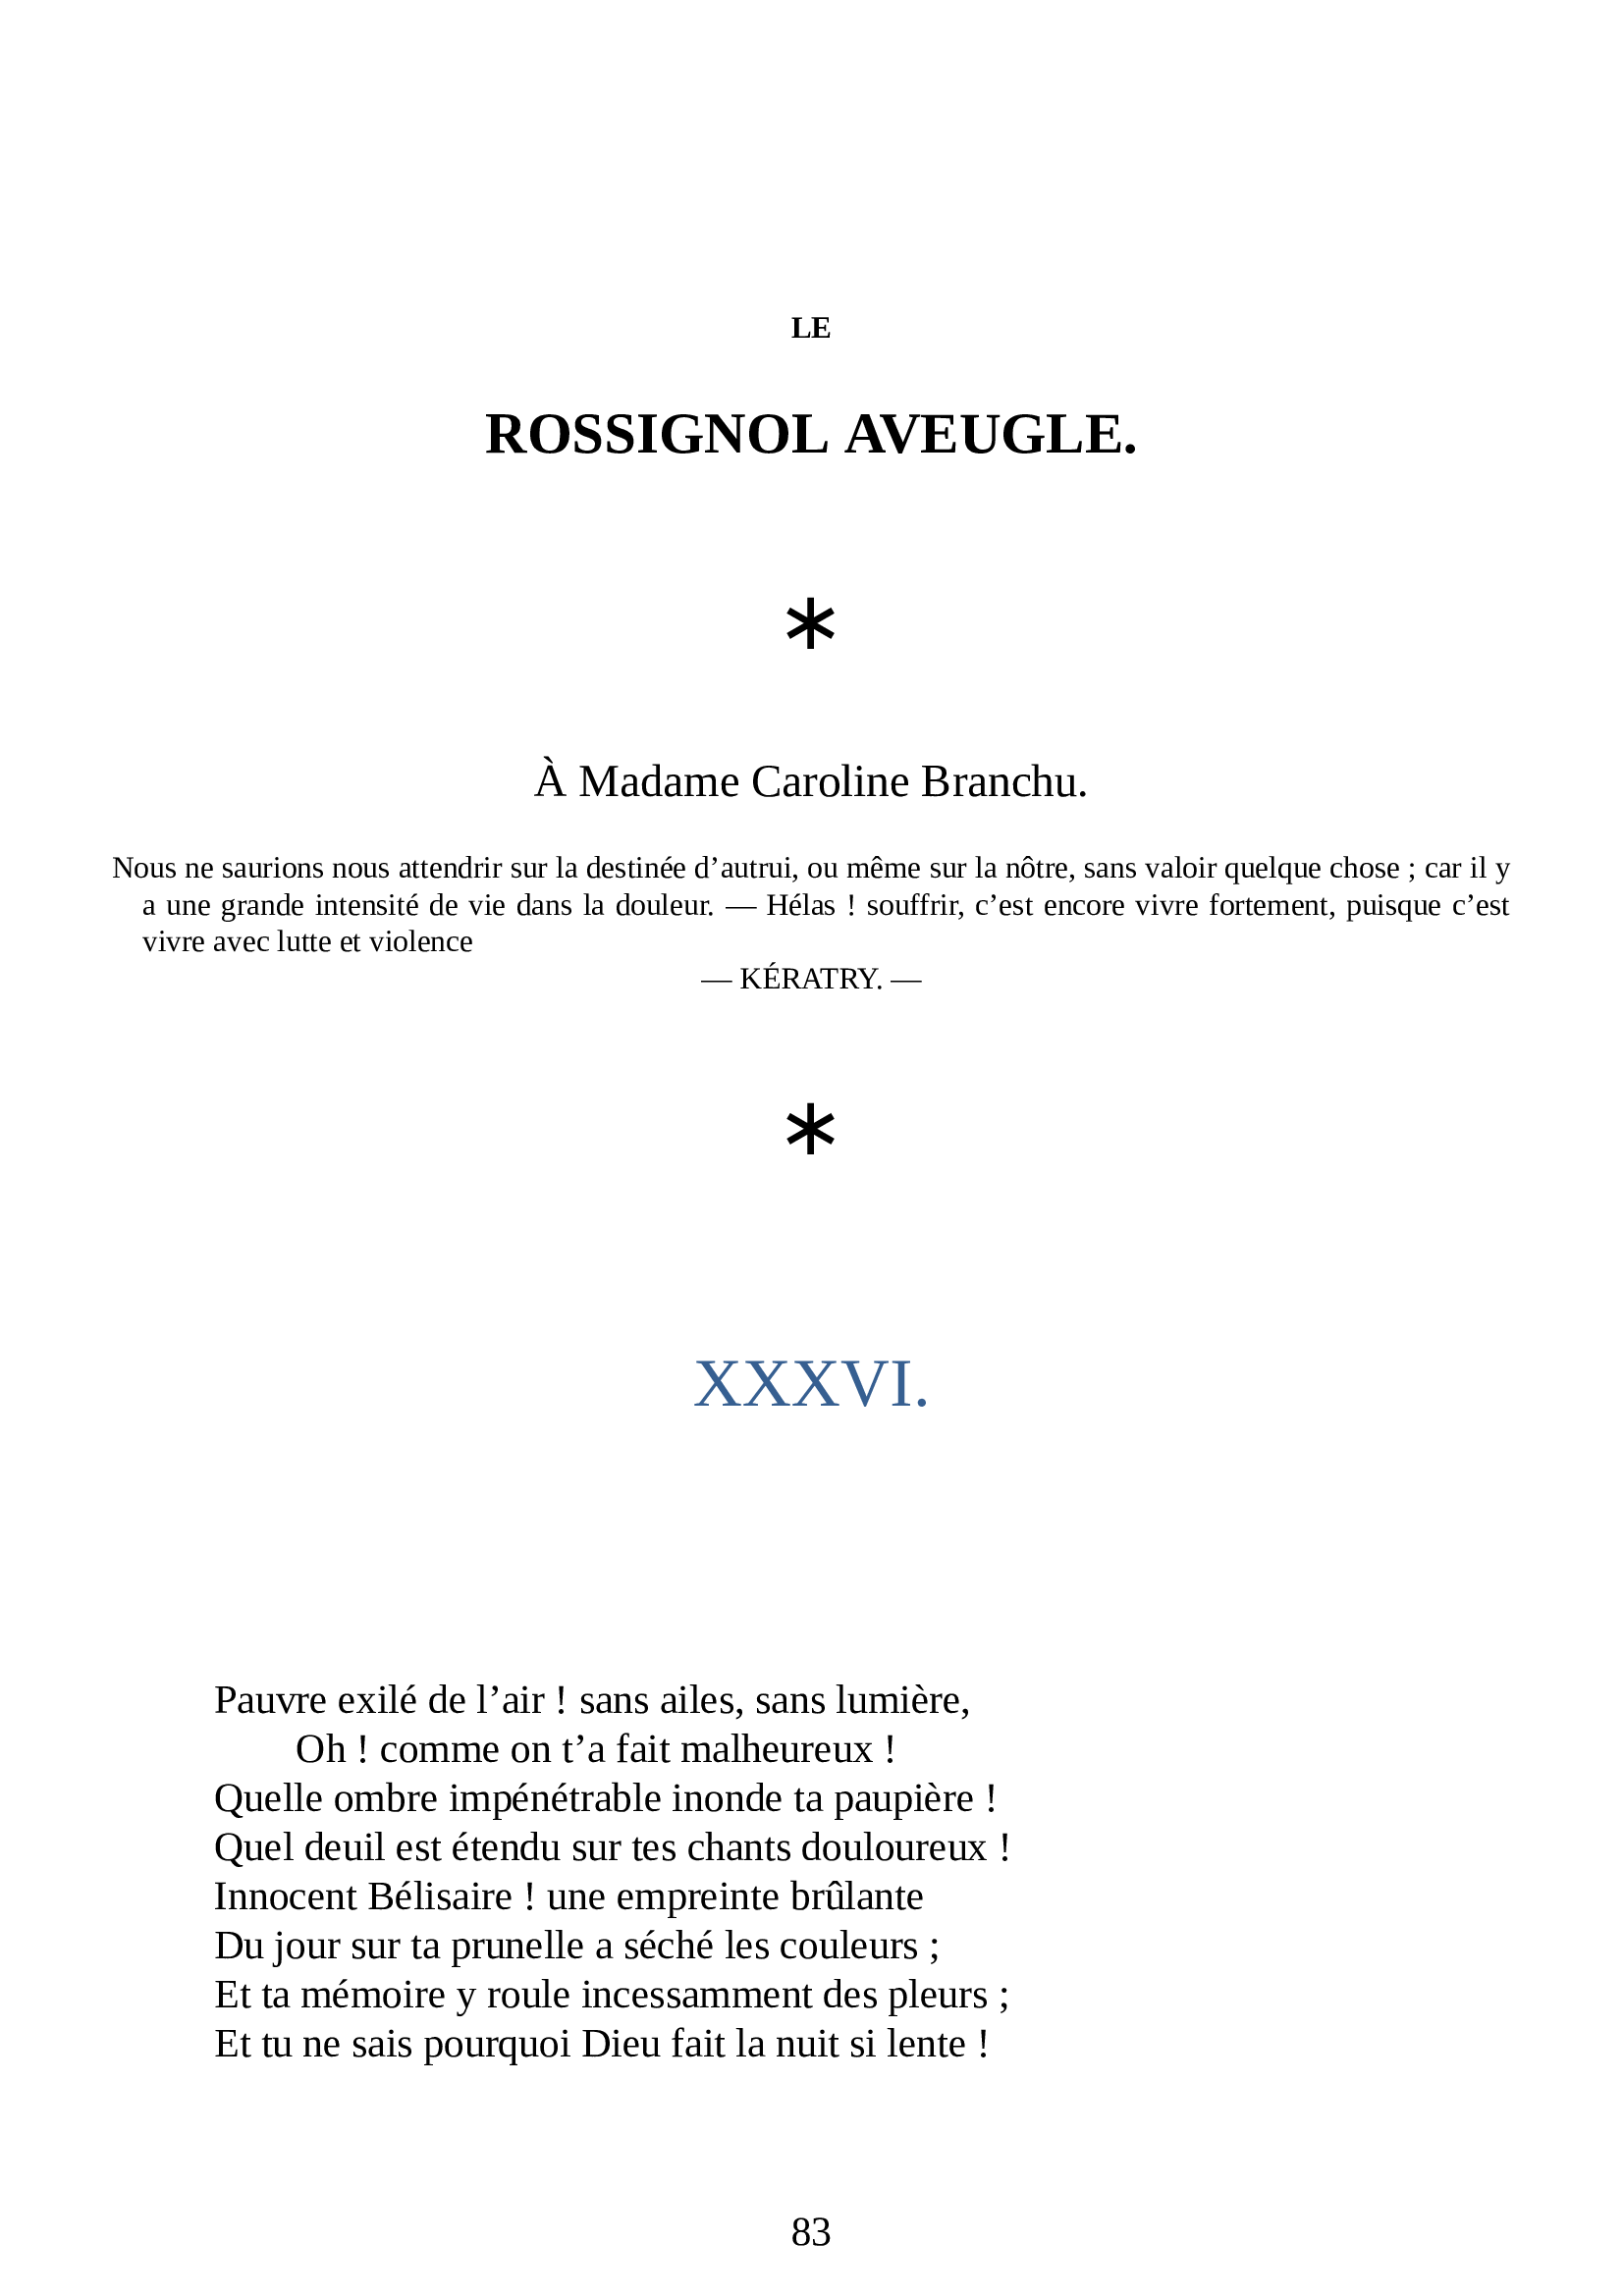 LE
ROSSIGNOL AVEUGLE.
*
À Madame Caroline Branchu.
Nous ne saurions nous attendrir sur la destinée d’autrui, ou même sur la nôtre, sans valoir quelque chose ; car il y
a une grande intensité de vie dans la douleur. — Hélas ! souffrir, c’est encore vivre fortement, puisque c’est
vivre avec lutte et violence
— KÉRATRY. —
*
XXXVI.
Pauvre exilé de l’air ! sans ailes, sans lumière,
Oh ! comme on t’a fait malheureux !
Quelle ombre impénétrable inonde ta paupière !
Quel deuil est étendu sur tes chants douloureux !
Innocent Bélisaire ! une empreinte brûlante
Du jour sur ta prunelle a séché les couleurs ;
Et ta mémoire y roule incessamment des pleurs ;
Et tu ne sais pourquoi Dieu fait la nuit si lente !
83